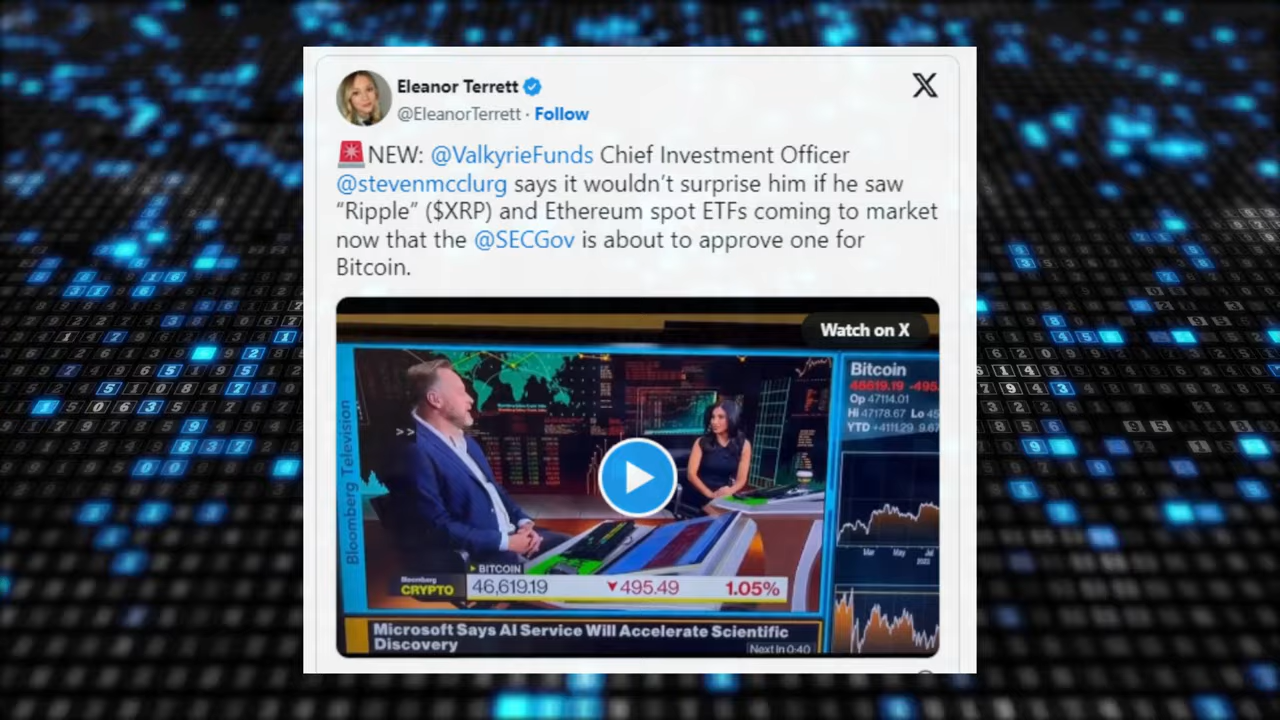 Eleanor Terrett
X
@EleanorTerrett · Follow
🚨NEW: @ValkyrieFunds Chief Investment Officer
@stevenmcclurg says it wouldn't surprise him if he saw
"Ripple" ($XRP) and Ethereum spot ETFs coming to market
now that the @SECGov is about to approve one for
Bitcoin.
Watch on X
Bloomberg Television
>>
Bitcoin
46619.19 -495.
Op 47114.01
Hi 47178.67 Lo 45
YTD +4111.29 9.67
Mar May Jul
BITCOIN
Bloomberg
CRYPTO
46,619.19 ▼495.49 1.05%
Microsoft Says AI Service Will Accelerate Scientific
Discovery
Next In 0:40